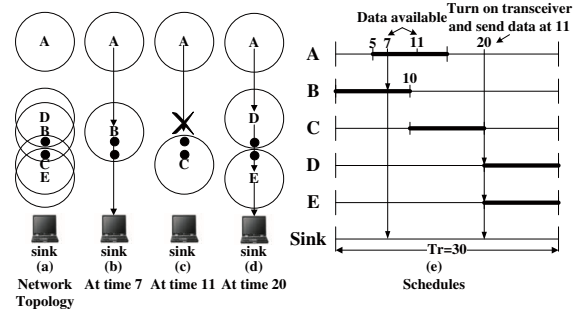 A
D
B
C
E
sink
(a)
Network
Topology
A
B
sink
(b)
At time 7
A
C
sink
(c)
At time 11
A
D
E
sink
(d)
At time 20
Data available
Turn on transceiver
and send data at 11
5 7 11 20
A
B
10
C
D
E
Sink
Tr=30
(e)
Schedules